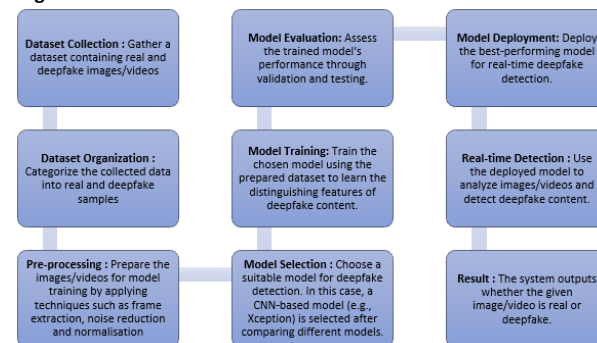 Dataset Collection : Gather a
dataset containing real and
deepfake images/videos
Dataset Organization :
Categorize the collected data
into real and deepfake
samples
Pre-processing : Prepare the
images/videos for model
training by applying
techniques such as frame
extraction, noise reduction
and normalisation
Model Selection : Choose a
suitable model for deepfake
detection. In this case, a
CNN-based model (e.g.,
Xception) is selected after
comparing different models.
Model Training: Train the
chosen model using the
prepared dataset to learn the
distinguishing features of
deepfake content.
Model Evaluation: Assess
the trained model's
performance through
validation and testing.
Model Deployment: Deploy
the best-performing model
for real-time deepfake
detection.
Real-time Detection : Use
the deployed model to
analyze images/videos and
detect deepfake content.
Result : The system outputs
whether the given
image/video is real or
deepfake.